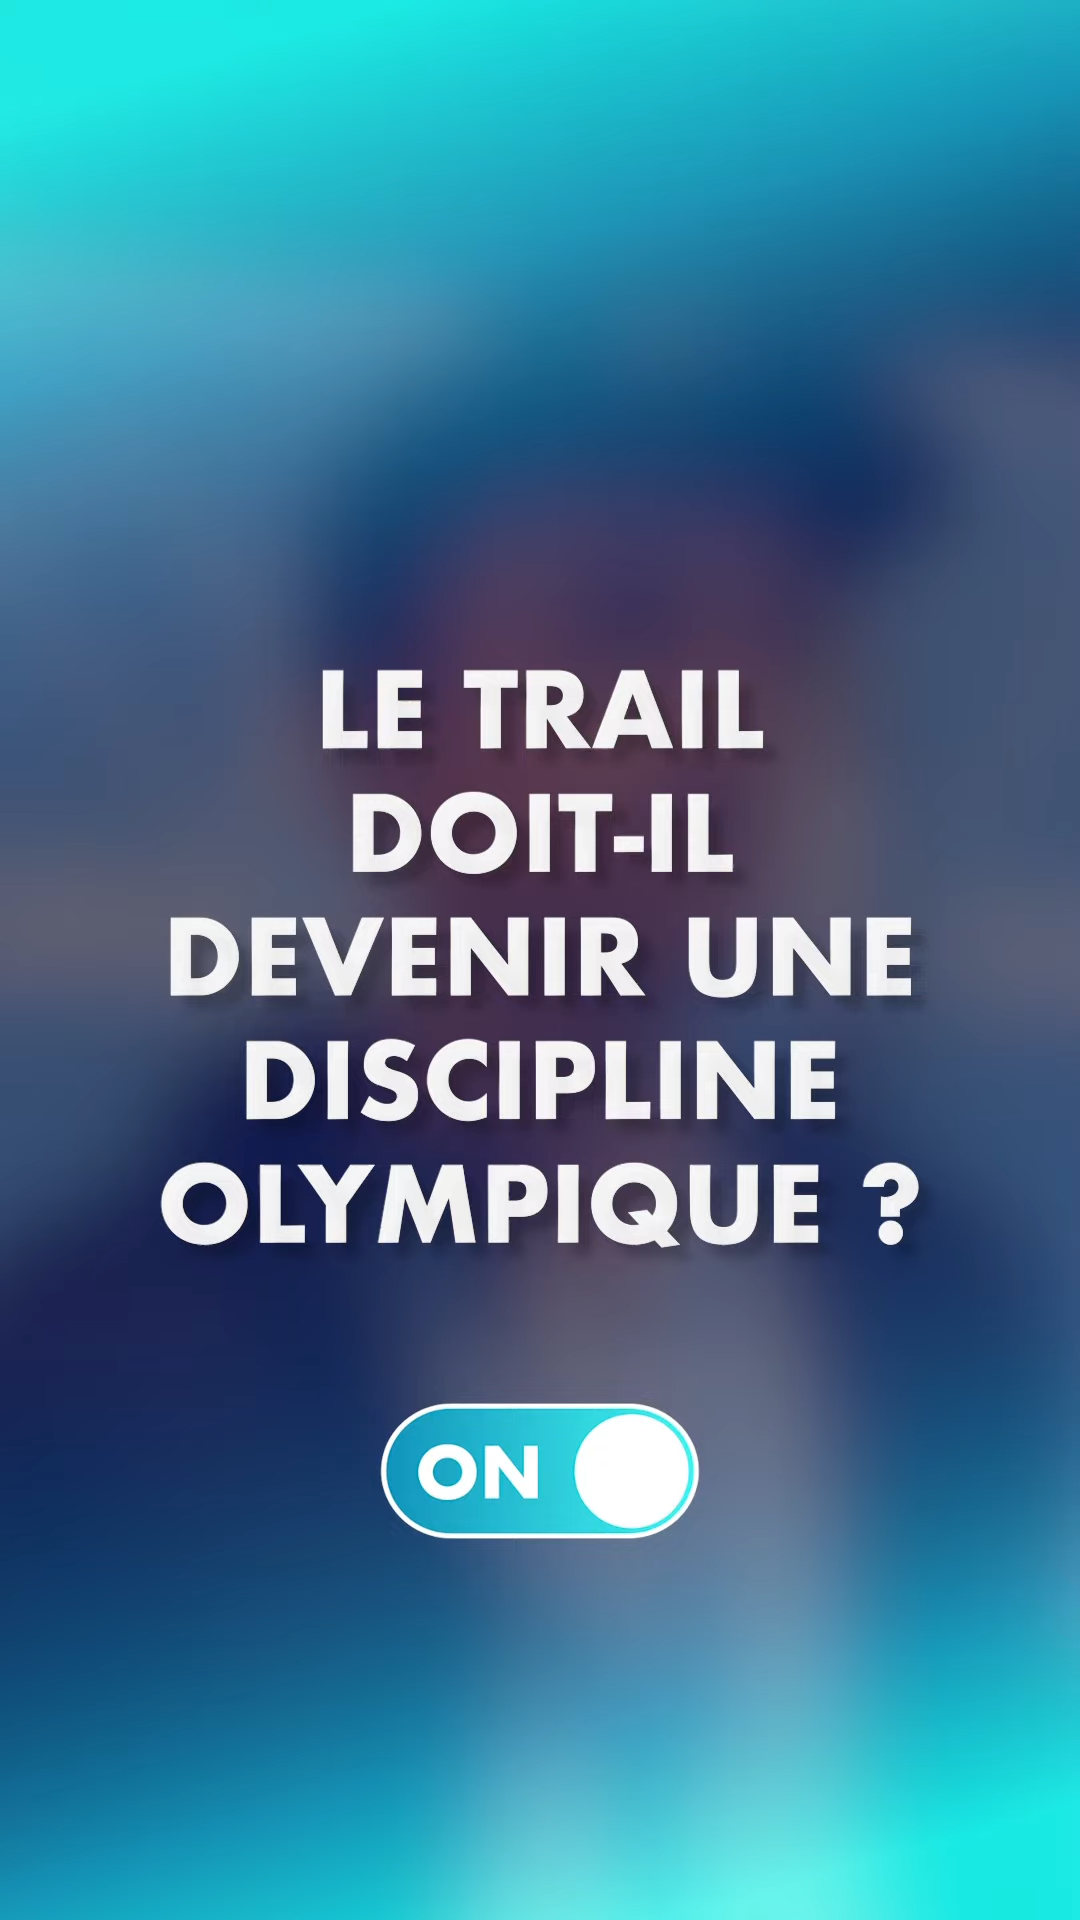 LE TRAIL
DOIT-IL
DEVENIR UNE
DISCIPLINE
OLYMPIQUE ?
ON